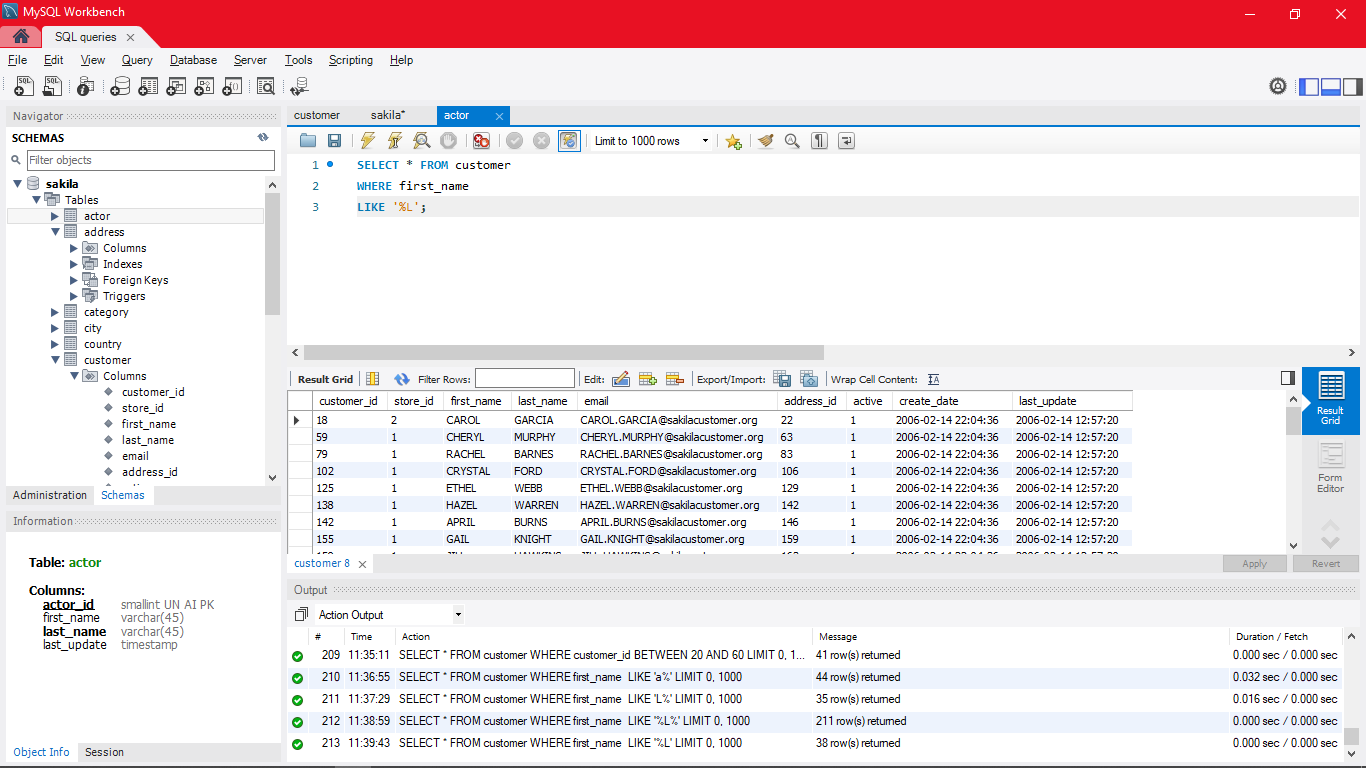 MySQL Workbench
SQL queries
File Edit View Query Database Server Tools Scripting Help
Navigator
SCHEMAS
Filter objects
sakila
Tables
actor
address
Columns
Indexes
Foreign Keys
Triggers
category
city
country
customer
Columns
customer_id
store_id
first_name
last_name
email
address_id
Administration Schemas
Information
Table: actor
Columns:
actor_id smallint UN AI PK
first_name varchar(45)
last_name varchar(45)
last_update timestamp
Object Info Session
customer sakila* actor
Limit to 1000 rows
1 SELECT * FROM customer
2 WHERE first_name
3 LIKE '%L';
Result Grid Filter Rows: Edit: Export/Import: Wrap Cell Content:
customer_id store_id first_name last_name email address_id active create_date last_update
18 2 CAROL GARCIA CAROL.GARCIA@sakilacustomer.org 22 1 2006-02-14 22:04:36 2006-02-14 12:57:20
59 1 CHERYL MURPHY CHERYL.MURPHY@sakilacustomer.org 63 1 2006-02-14 22:04:36 2006-02-14 12:57:20
79 1 RACHEL BARNES RACHEL.BARNES@sakilacustomer.org 83 1 2006-02-14 22:04:36 2006-02-14 12:57:20
102 1 CRYSTAL FORD CRYSTAL.FORD@sakilacustomer.org 106 1 2006-02-14 22:04:36 2006-02-14 12:57:20
125 1 ETHEL WEBB ETHEL.WEBB@sakilacustomer.org 129 1 2006-02-14 22:04:36 2006-02-14 12:57:20
138 1 HAZEL WARREN HAZEL.WARREN@sakilacustomer.org 142 1 2006-02-14 22:04:36 2006-02-14 12:57:20
142 1 APRIL BURNS APRIL.BURNS@sakilacustomer.org 146 1 2006-02-14 22:04:36 2006-02-14 12:57:20
155 1 GAIL KNIGHT GAIL.KNIGHT@sakilacustomer.org 159 1 2006-02-14 22:04:36 2006-02-14 12:57:20
Result
Grid
Form
Editor
customer 8
Apply Revert
Output
Action Output
# Time Action Message Duration / Fetch
209 11:35:11 SELECT * FROM customer WHERE customer_id BETWEEN 20 AND 60 LIMIT 0, 1... 41 row(s) returned 0.000 sec / 0.000 sec
210 11:36:55 SELECT * FROM customer WHERE first_name LIKE 'a%' LIMIT 0, 1000 44 row(s) returned 0.032 sec / 0.000 sec
211 11:37:29 SELECT * FROM customer WHERE first_name LIKE 'L%' LIMIT 0, 1000 35 row(s) returned 0.016 sec / 0.000 sec
212 11:38:59 SELECT * FROM customer WHERE first_name LIKE '%L%' LIMIT 0, 1000 211 row(s) returned 0.000 sec / 0.000 sec
213 11:39:43 SELECT * FROM customer WHERE first_name LIKE '%L' LIMIT 0, 1000 38 row(s) returned 0.000 sec / 0.000 sec